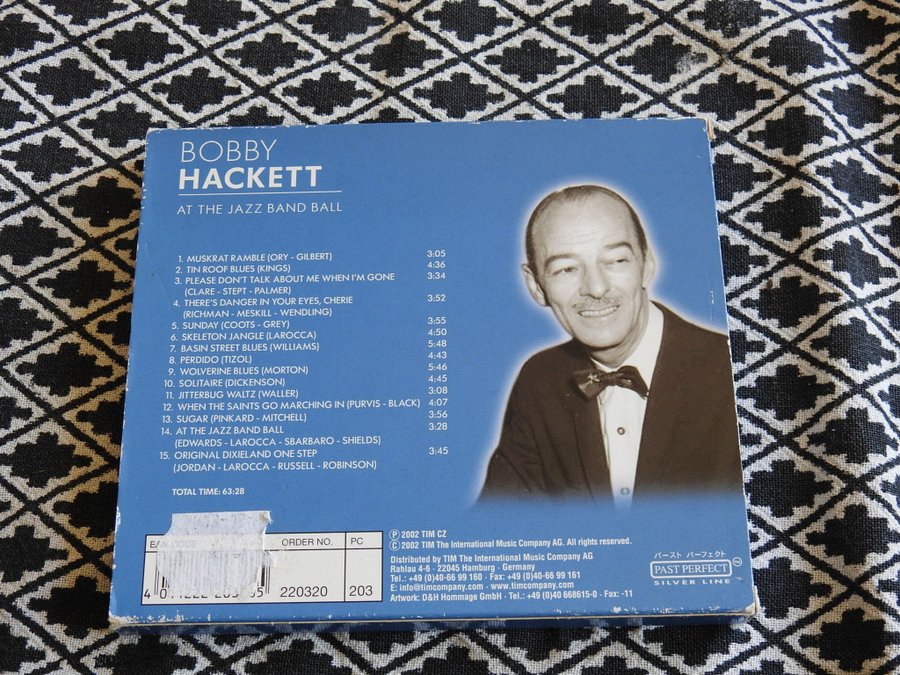 BOBBY
HACKETT
AT THE JAZZ BAND BALL
1. MUSKRAT RAMBLE (ORY - GILBERT) 3:05
2. TIN ROOF BLUES (KINGS) 4:36
3. PLEASE DON'T TALK ABOUT ME WHEN I'M GONE 3:34
(CLARE - STEPT - PALMER)
4. THERE'S DANGER IN YOUR EYES, CHERIE 3:52
(RICHMAN - MESKILL - WENDLING)
5. SUNDAY (COOTS - GREY) 3:55
6. SKELETON JANGLE (LAROCCA) 4:50
7. BASIN STREET BLUES (WILLIAMS) 5:48
8. PERDIDO (TIZOL) 4:43
9. WOLVERINE BLUES (MORTON) 5:46
10. SOLITAIRE (DICKENSON) 4:45
11. JITTERBUG WALTZ (WALLER) 3:08
12. WHEN THE SAINTS GO MARCHING IN (PURVIS - BLACK) 4:07
13. SUGAR (PINKARD - MITCHELL) 3:56
14. AT THE JAZZ BAND BALL 3:28
(EDWARDS - LAROCCA - SBARBARO - SHIELDS)
15. ORIGINAL DIXIELAND ONE STEP 3:45
(JORDAN - LAROCCA - RUSSELL - ROBINSON)
TOTAL TIME: 63:28
ORDER NO. PC
220320 203
Ⓟ 2002 TIM CZ
© 2002 TIM The International Music Company AG. All rights reserved.
Distributed by TIM The International Music Company AG
Rahlau 4-6 - 22045 Hamburg - Germany
Tel.: +49 (0)40-66 99 160 - Fax: +49 (0)40-66 99 161
E: info@timcompany.com - www.timcompany.com
Artwork: D&H Hommage GmbH - Tel.: +49 (0)40 668615-0 - Fax: -11
パースト パーフェクト
PAST PERFECT TM
SILVER LINE